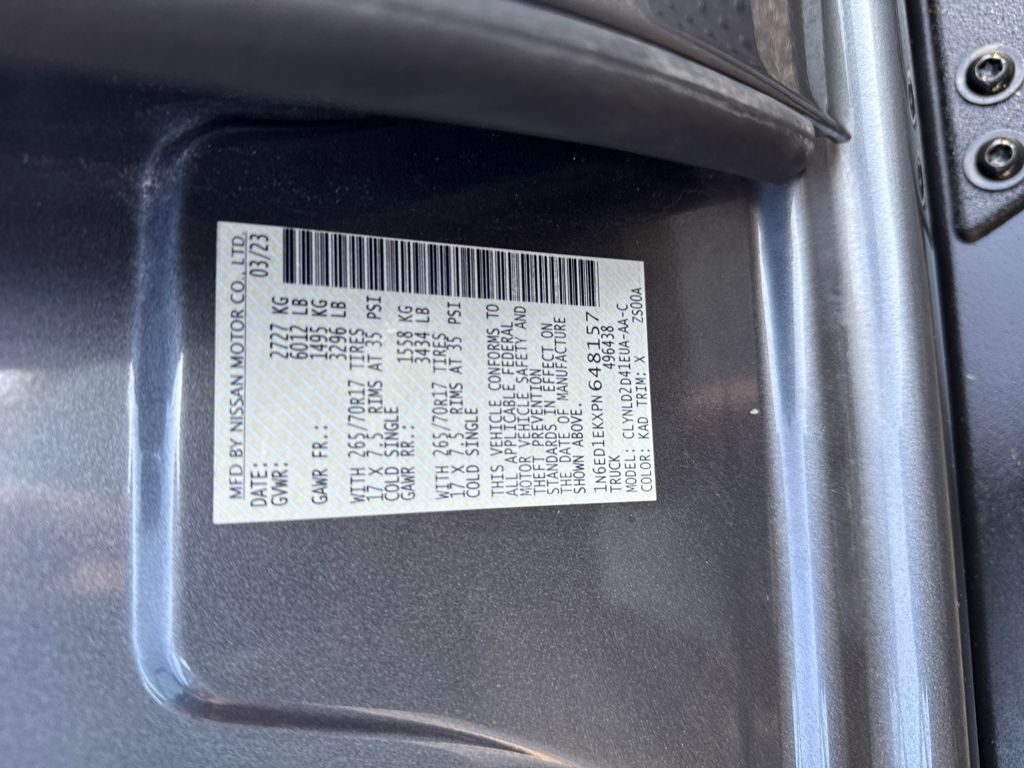 MFD BY NISSAN MOTOR CO., LTD.
DATE: 03/23
GVWR: 2727 KG
6012 LB
GAWR FR.: 1495 KG
3296 LB
WITH 265/70R17 TIRES
17 X 7.5 RIMS AT 35 PSI
COLD SINGLE
GAWR RR.: 1558 KG
3434 LB
WITH 265/70R17 TIRES
17 X 7.5 RIMS AT 35 PSI
COLD SINGLE
THIS VEHICLE CONFORMS TO
ALL APPLICABLE FEDERAL
MOTOR VEHICLE SAFETY AND
THEFT PREVENTION
STANDARDS IN EFFECT ON
THE DATE OF MANUFACTURE
SHOWN ABOVE.
1N6ED1EKXPN648157
TRUCK 496438
MODEL: CLYNLD2D41EUA-AA-C
COLOR: KAD TRIM: X ZS00A